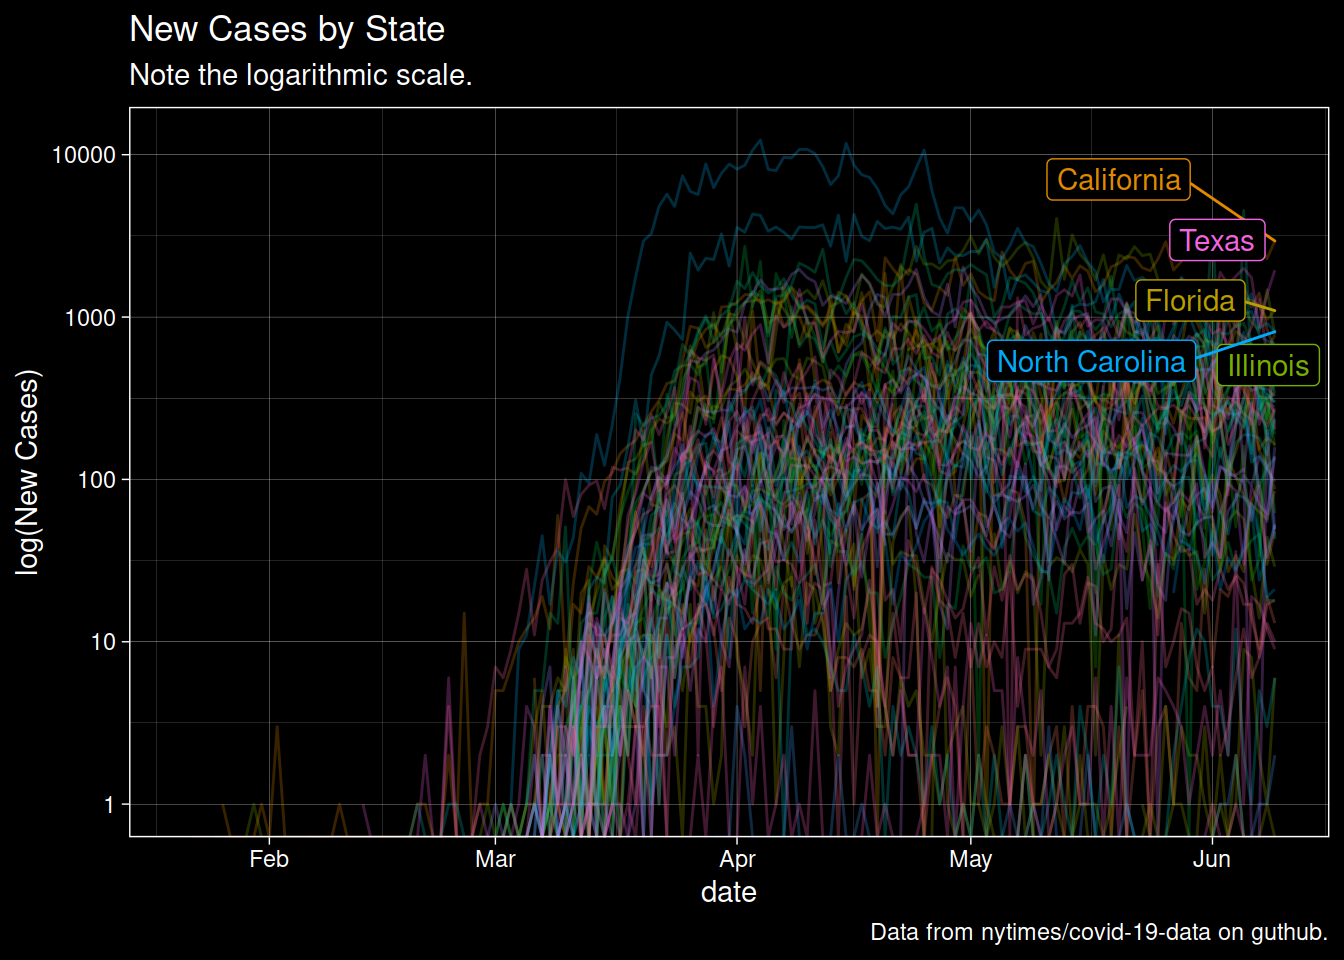 New Cases by State
Note the logarithmic scale.
log(New Cases)
10000
1000
100
10
1
California
Texas
Florida
North Carolina
Illinois
Feb
Mar
Apr
May
Jun
date
Data from nytimes/covid-19-data on guthub.